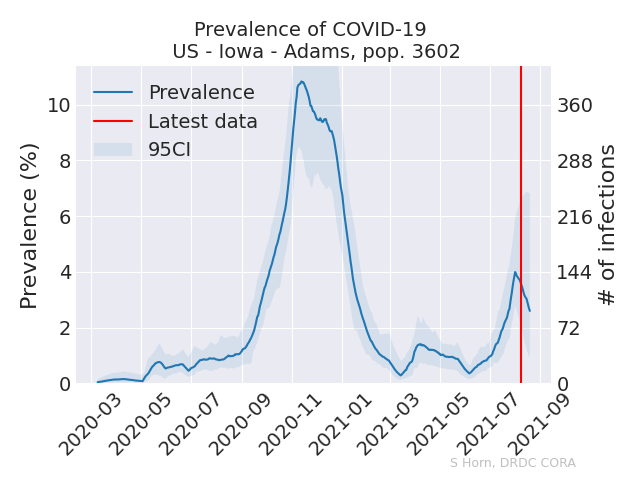 Prevalence of COVID-19
US - Iowa - Adams, pop. 3602
Prevalence
Latest data
95CI
Prevalence (%)
10
8
6
4
2
0
360
288
216
144
72
0
# of infections
2020-03
2020-05
2020-07
2020-09
2020-11
2021-01
2021-03
2021-05
2021-07
2021-09
S Horn, DRDC CORA